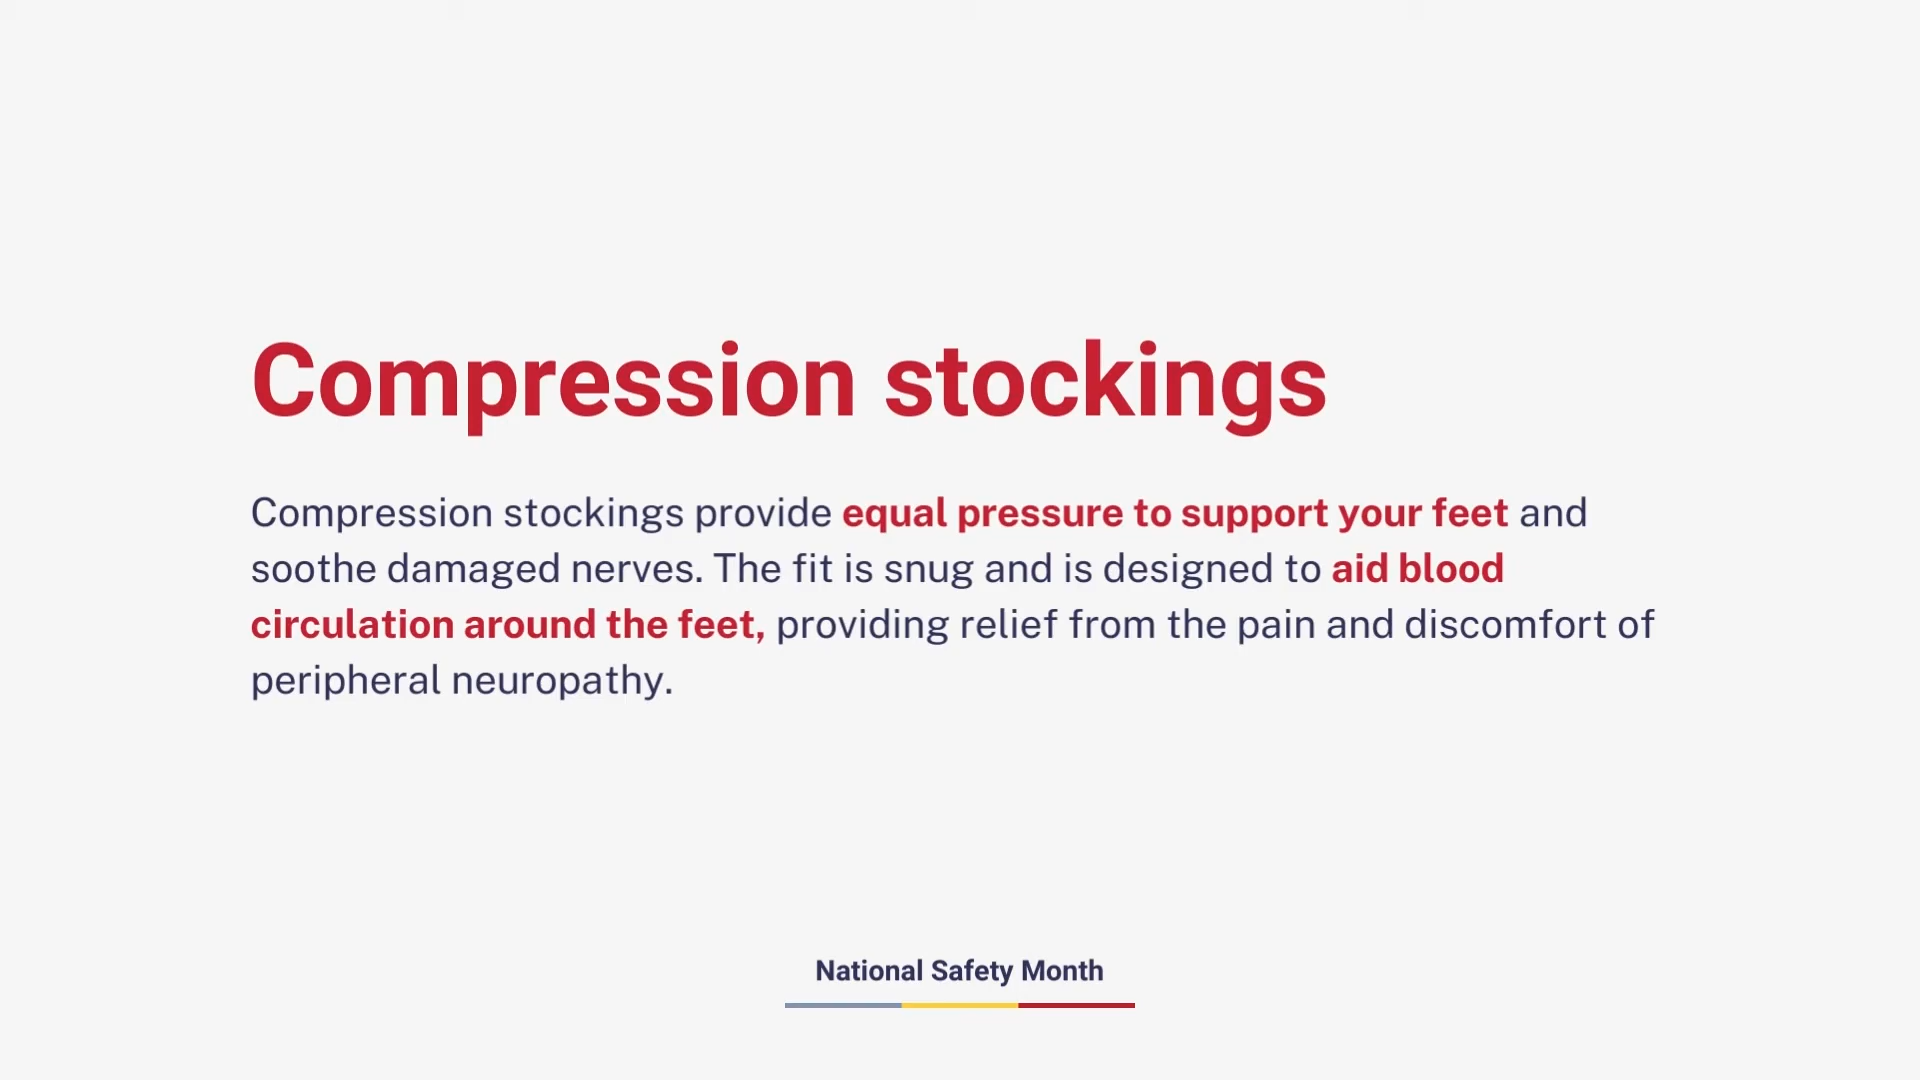 Compression stockings
Compression stockings provide equal pressure to support your feet and
soothe damaged nerves. The fit is snug and is designed to aid blood
circulation around the feet, providing relief from the pain and discomfort of
peripheral neuropathy.
National Safety Month